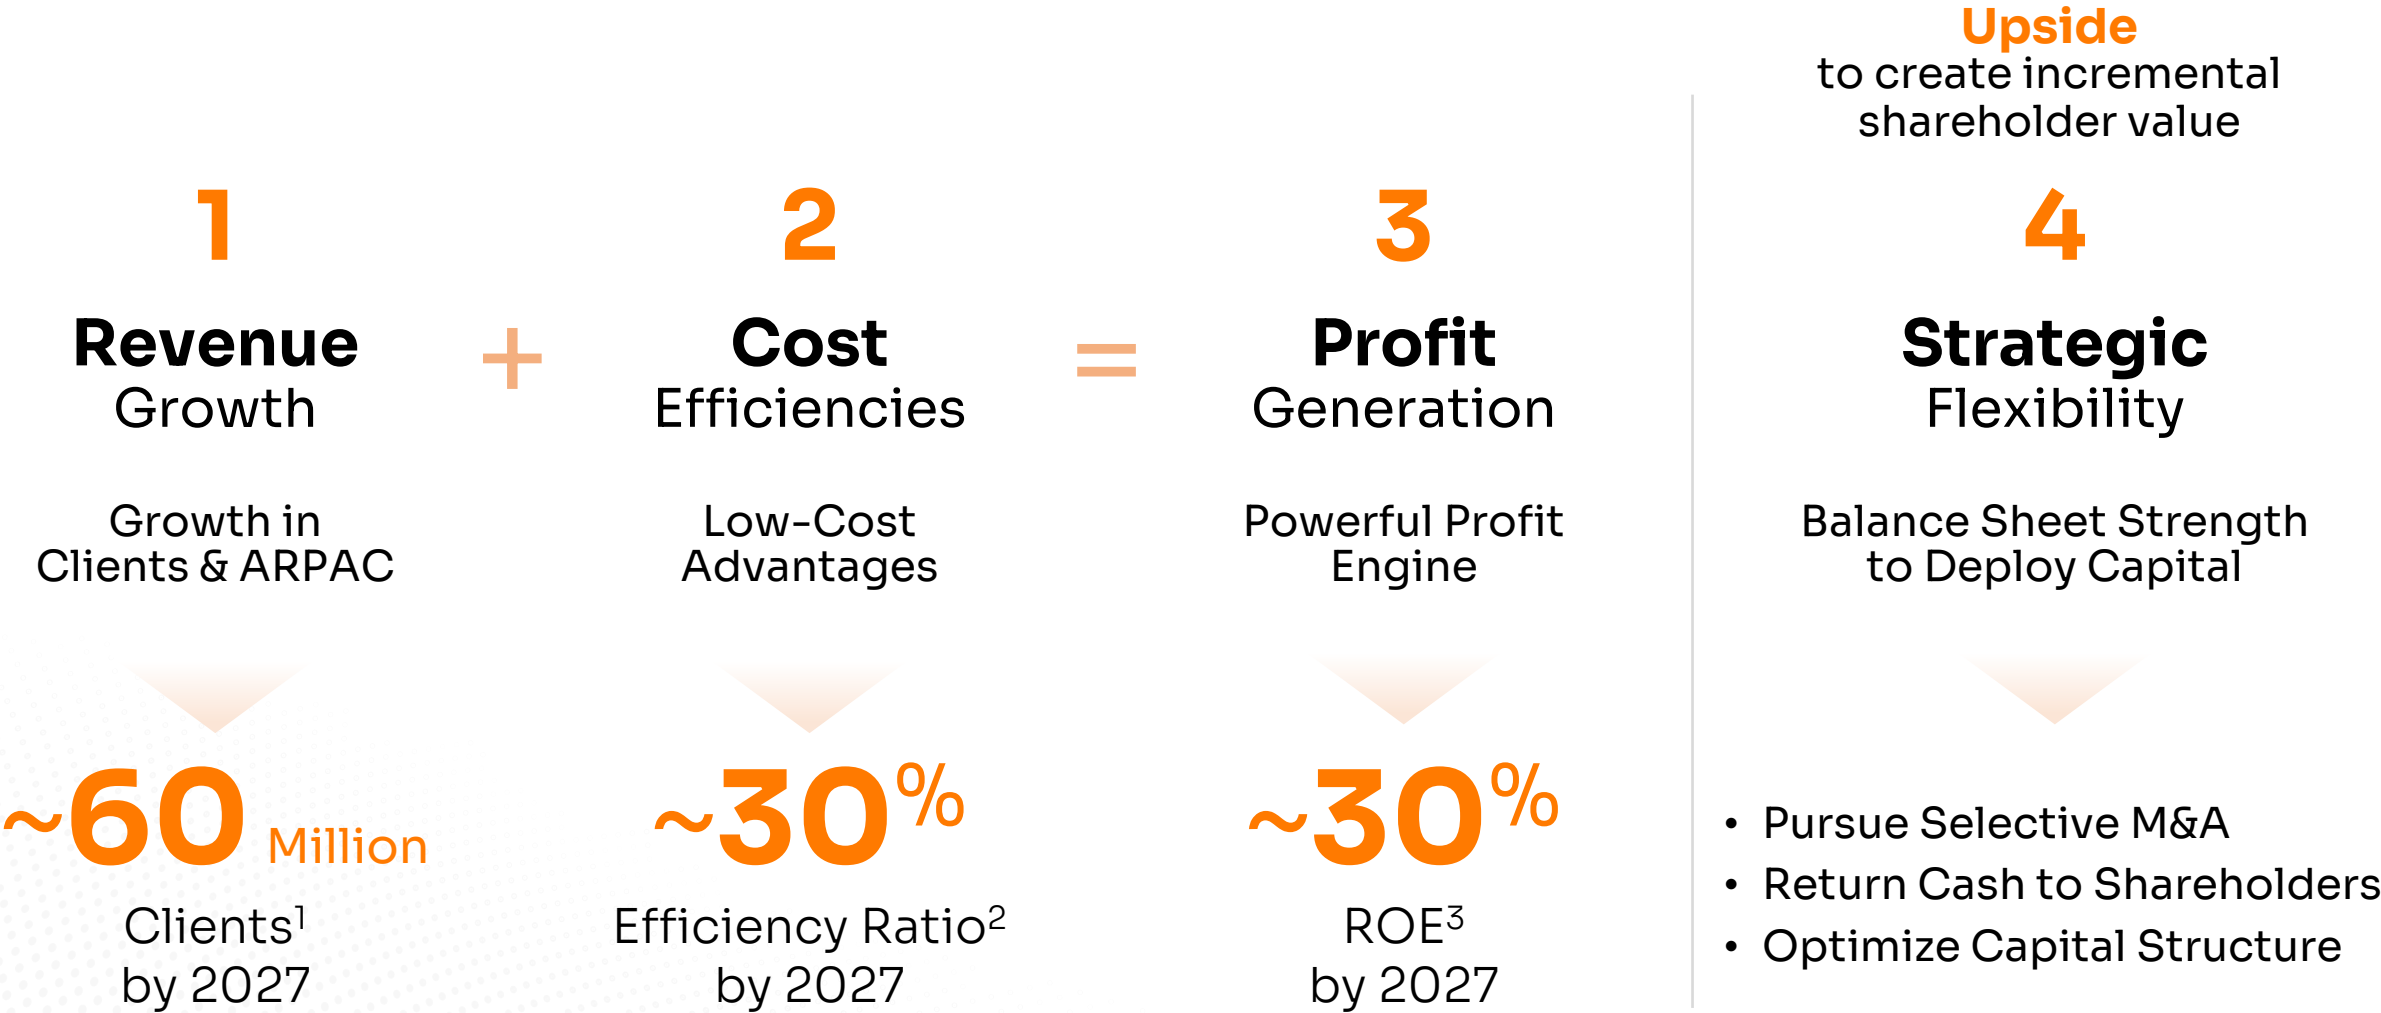 Upside
to create incremental
shareholder value
1
Revenue
Growth
Growth in
Clients & ARPAC
~60 Million
Clients¹
by 2027
+
2
Cost
Efficiencies
Low-Cost
Advantages
~30%
Efficiency Ratio²
by 2027
=
3
Profit
Generation
Powerful Profit
Engine
~30%
ROE³
by 2027
4
Strategic
Flexibility
Balance Sheet Strength
to Deploy Capital
• Pursue Selective M&A
• Return Cash to Shareholders
• Optimize Capital Structure